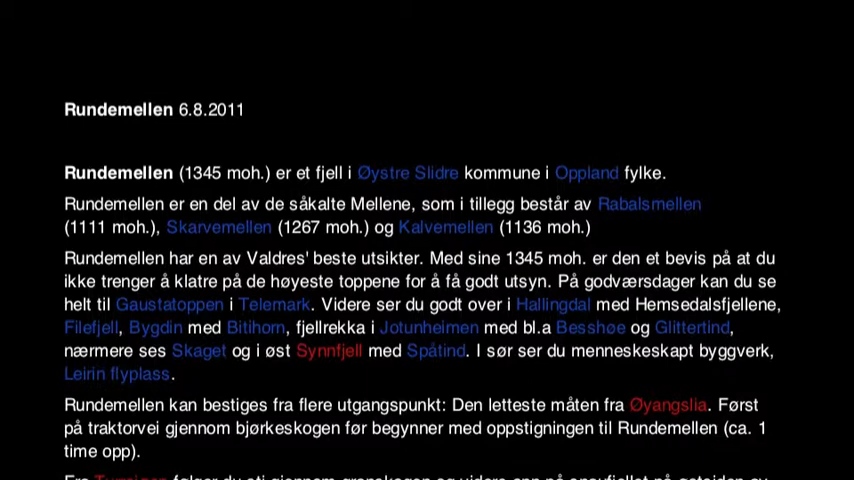 Rundemellen 6.8.2011
Rundemellen (1345 moh.) er et fjell i Øystre Slidre kommune i Oppland fylke.
Rundemellen er en del av de såkalte Mellene, som i tillegg består av Rabalsmellen
(1111 moh.), Skarvemellen (1267 moh.) og Kalvemellen (1136 moh.)
Rundemellen har en av Valdres' beste utsikter. Med sine 1345 moh. er den et bevis på at du
ikke trenger å klatre på de høyeste toppene for å få godt utsyn. På godværsdager kan du se
helt til Gaustatoppen i Telemark. Videre ser du godt over i Hallingdal med Hemsedalsfjellene,
Filefjell, Bygdin med Bitihorn, fjellrekka i Jotunheimen med bl.a Besshøe og Glittertind,
nærmere ses Skaget og i øst Synnfjell med Spåtind. I sør ser du menneskeskapt byggverk,
Leirin flyplass.
Rundemellen kan bestiges fra flere utgangspunkt: Den letteste måten fra Øyangslia. Først
på traktorvei gjennom bjørkeskogen før begynner med oppstigningen til Rundemellen (ca. 1
time opp).